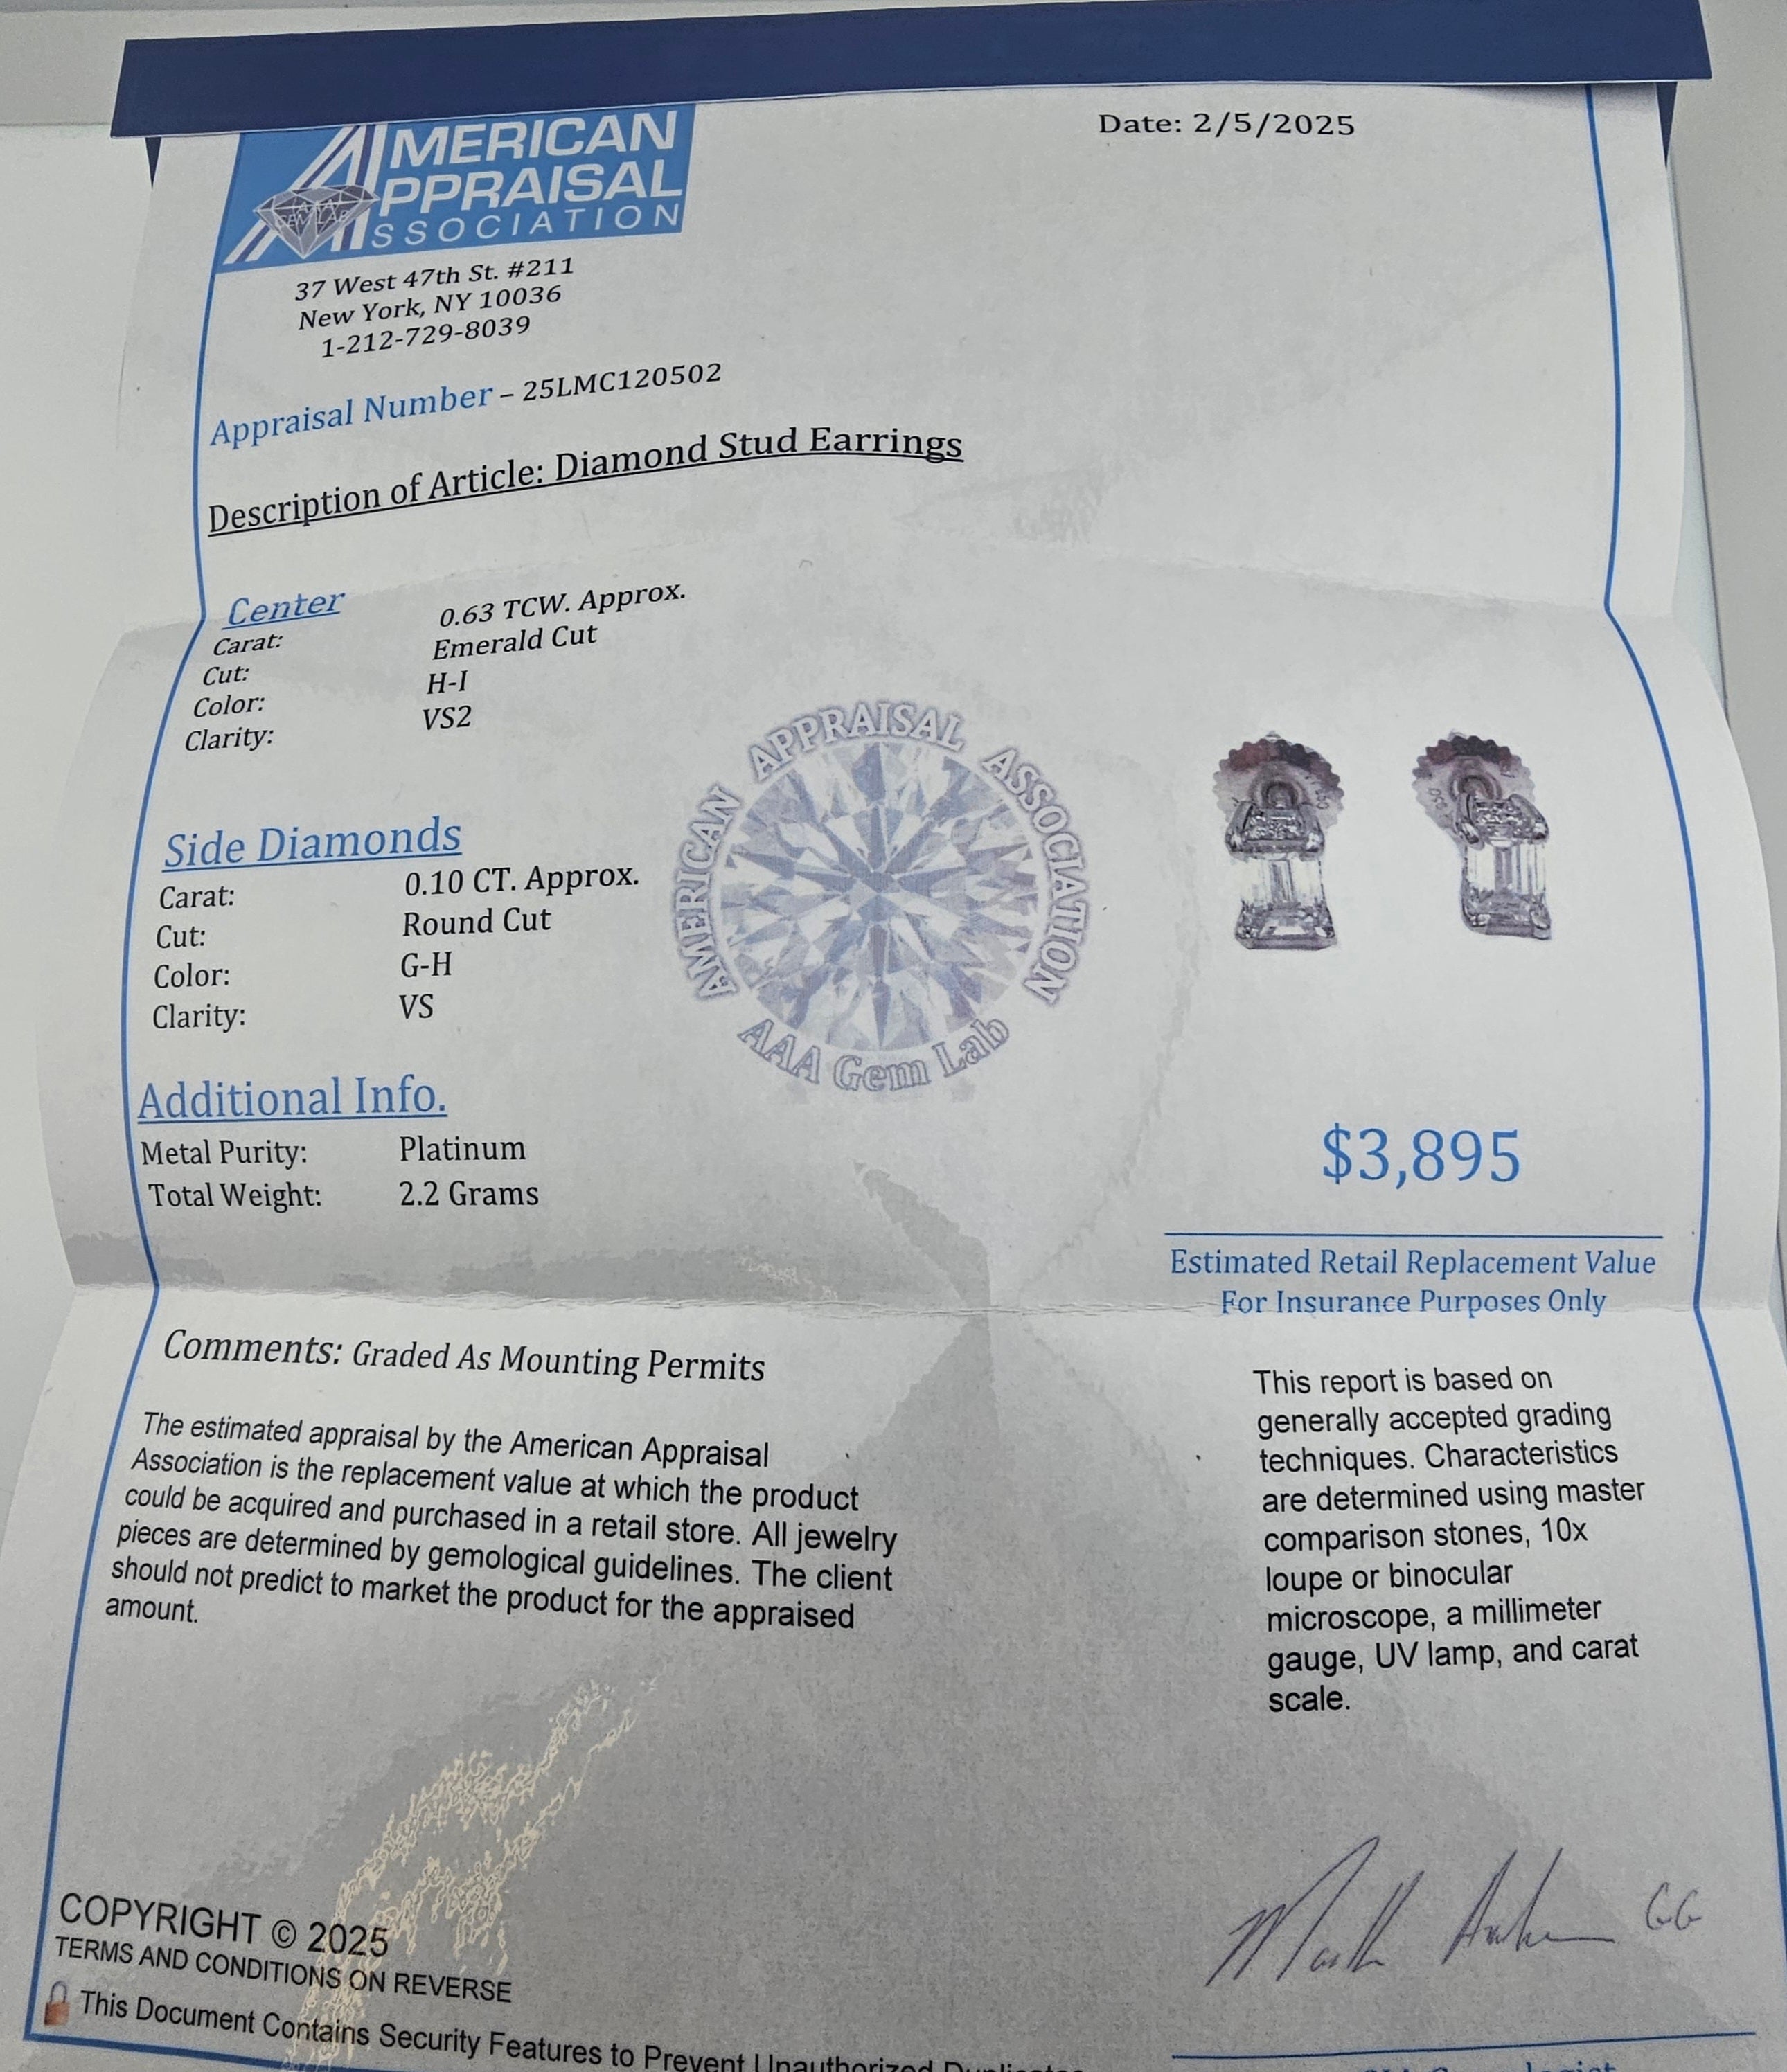 AMERICAN
APPRAISAL
ASSOCIATION
AAA
GEM LAB
Date: 2/5/2025
37 West 47th St. #211
New York, NY 10036
1-212-729-8039
Appraisal Number – 25LMC120502
Description of Article: Diamond Stud Earrings
Center
Carat: 0.63 TCW. Approx.
Cut: Emerald Cut
Color: H-I
Clarity: VS2
Side Diamonds
Carat: 0.10 CT. Approx.
Cut: Round Cut
Color: G-H
Clarity: VS
AMERICAN APPRAISAL ASSOCIATION
AAA Gem Lab
Additional Info.
Metal Purity: Platinum
Total Weight: 2.2 Grams
$3,895
Estimated Retail Replacement Value
For Insurance Purposes Only
Comments: Graded As Mounting Permits
The estimated appraisal by the American Appraisal
Association is the replacement value at which the product
could be acquired and purchased in a retail store. All jewelry
pieces are determined by gemological guidelines. The client
should not predict to market the product for the appraised
amount.
This report is based on
generally accepted grading
techniques. Characteristics
are determined using master
comparison stones, 10x
loupe or binocular
microscope, a millimeter
gauge, UV lamp, and carat
scale.
GG
COPYRIGHT © 2025
TERMS AND CONDITIONS ON REVERSE
This Document Contains Security Features to Prevent Unauthorized